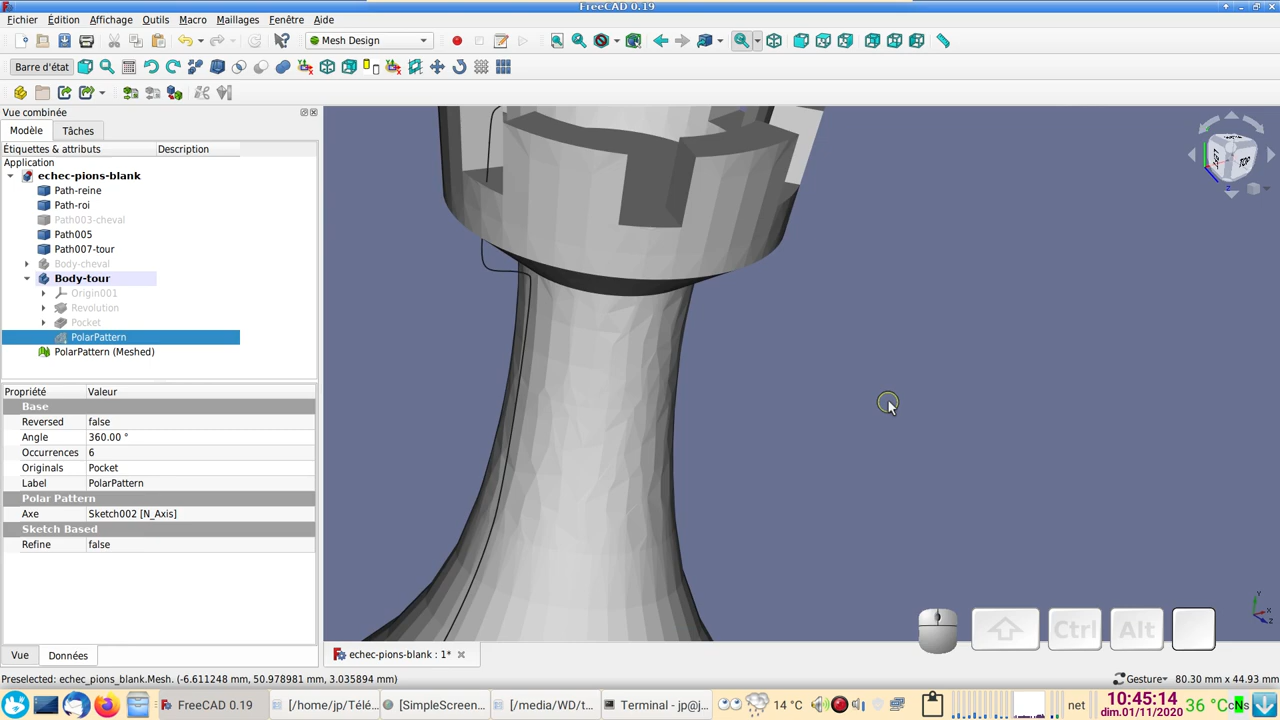 FreeCAD 0.19
Fichier Édition Affichage Outils Macro Maillages Fenêtre Aide
Mesh Design
Barre d'état
Vue combinée
Modèle Tâches
Étiquettes & attributs Description
Application
echec-pions-blank
Path-reine
Path-roi
Path003-cheval
Path005
Path007-tour
Body-cheval
Body-tour
Origin001
Revolution
Pocket
PolarPattern
PolarPattern (Meshed)
Propriété Valeur
Base
Reversed false
Angle 360.00 °
Occurrences 6
Originals Pocket
Label PolarPattern
Polar Pattern
Axe Sketch002 [N_Axis]
Sketch Based
Refine false
TOP
Ctrl Alt
Vue Données
echec-pions-blank : 1*
Preselected: echec_pions_blank.Mesh. (-6.611248 mm, 50.978981 mm, 3.035894 mm)
Gesture 80.30 mm x 44.93 mm
FreeCAD 0.19 [/home/jp/Télé... [SimpleScreen... [/media/WD/t... Terminal - jp@j... 14 °C net 10:45:14 36 °C
dim.01/11/2020